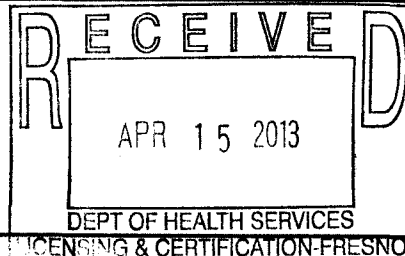 RECEIVED
APR 15 2013
DEPT OF HEALTH SERVICES
LICENSING & CERTIFICATION-FRESNO